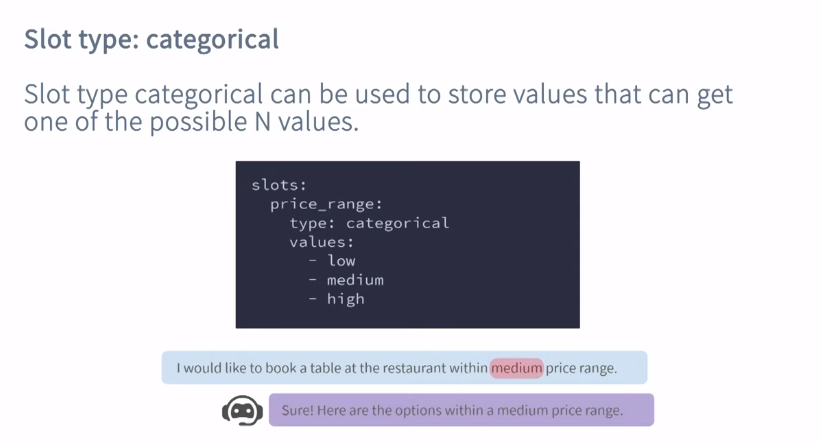 Slot type: categorical
Slot type categorical can be used to store values that can get
one of the possible N values.
slots:
  price_range:
    type: categorical
    values:
      - low
      - medium
      - high
I would like to book a table at the restaurant within medium price range.
Sure! Here are the options within a medium price range.